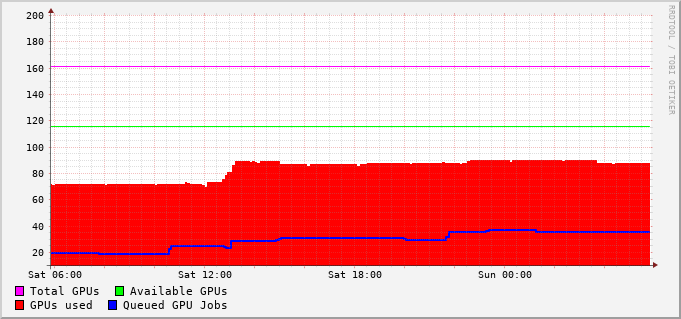 200
180
160
140
120
100
80
60
40
20
Sat 06:00 Sat 12:00 Sat 18:00 Sun 00:00
Total GPUs Available GPUs
GPUs used Queued GPU Jobs
RRDTOOL / TOBI OETIKER